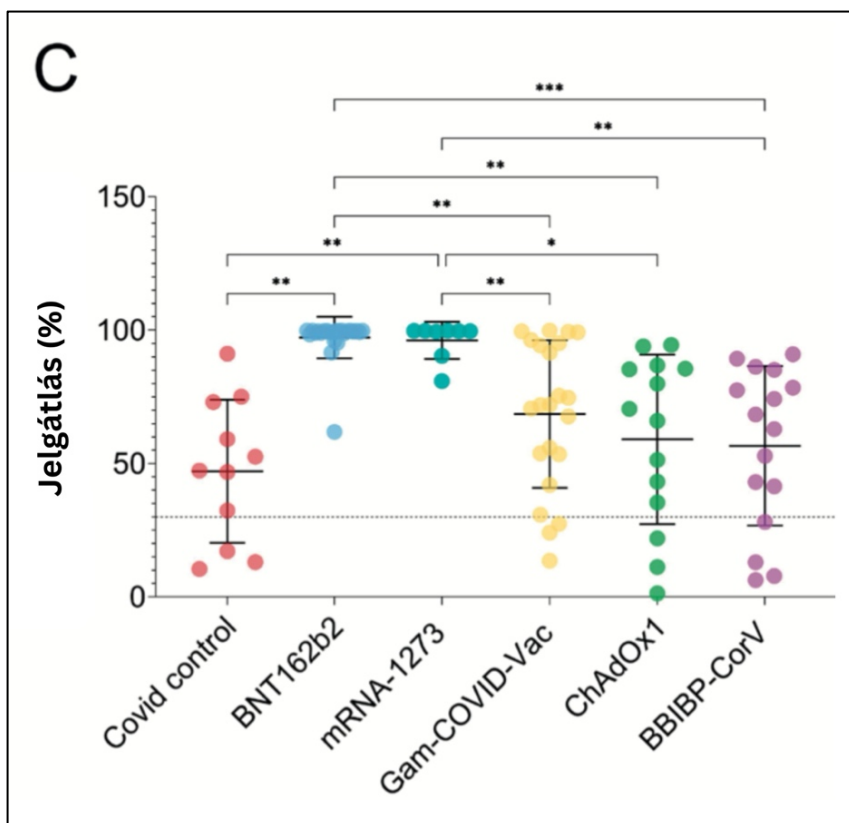 C
***
**
**
**
**
*
**
**
150
100
50
0
Jelgátlás (%)
Covid control
BNT162b2
mRNA-1273
Gam-COVID-Vac
ChAdOx1
BBIBP-CorV